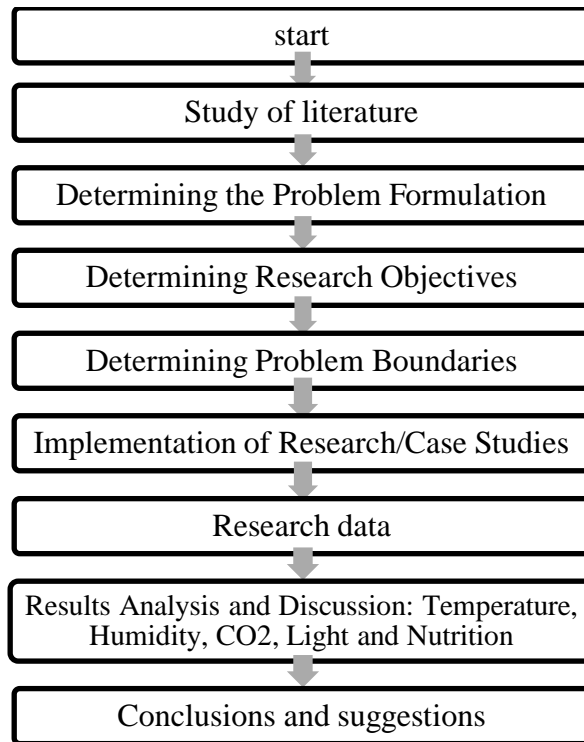 start
Study of literature
Determining the Problem Formulation
Determining Research Objectives
Determining Problem Boundaries
Implementation of Research/Case Studies
Research data
Results Analysis and Discussion: Temperature,
Humidity, CO2, Light and Nutrition
Conclusions and suggestions